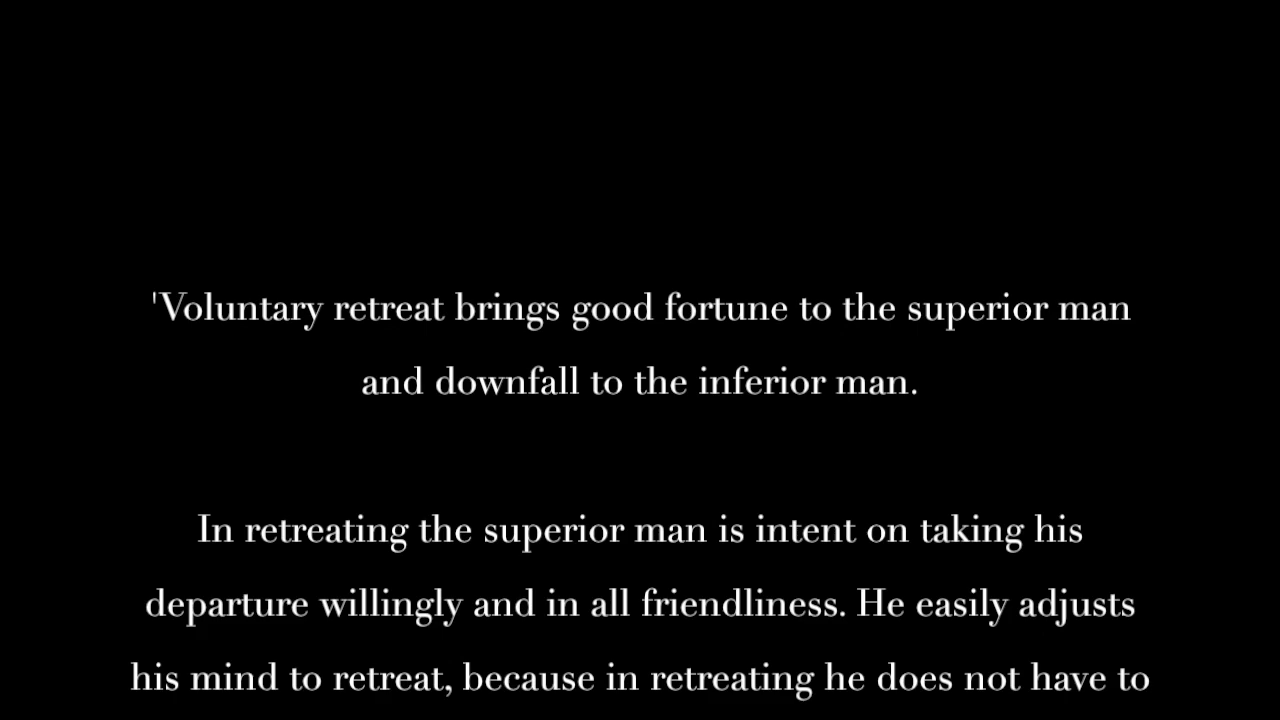 'Voluntary retreat brings good fortune to the superior man
and downfall to the inferior man.
In retreating the superior man is intent on taking his
departure willingly and in all friendliness. He easily adjusts
his mind to retreat, because in retreating he does not have to